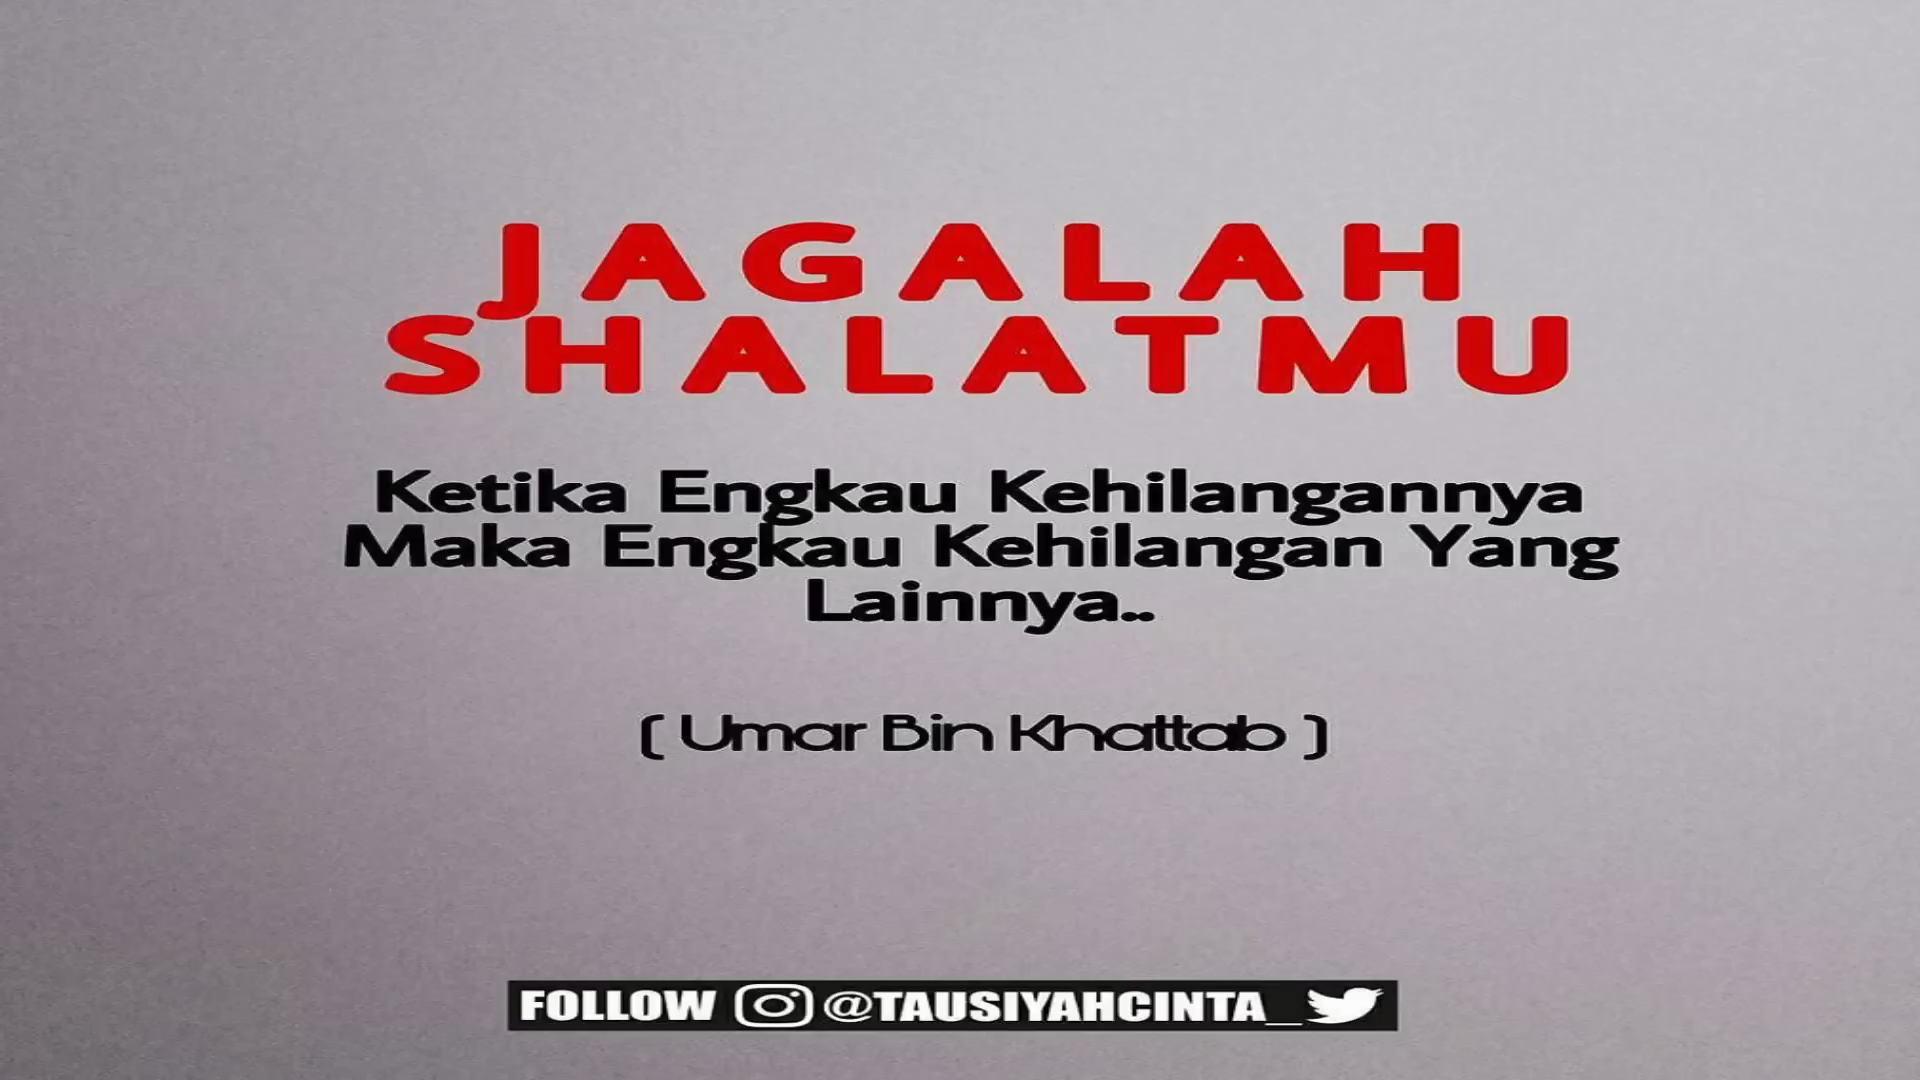 JAGALAH
SHALATMU
Ketika Engkau Kehilangannya
Maka Engkau Kehilangan Yang
Lainnya..
( Umar Bin Khattab )
FOLLOW @TAUSIYAHCINTA_